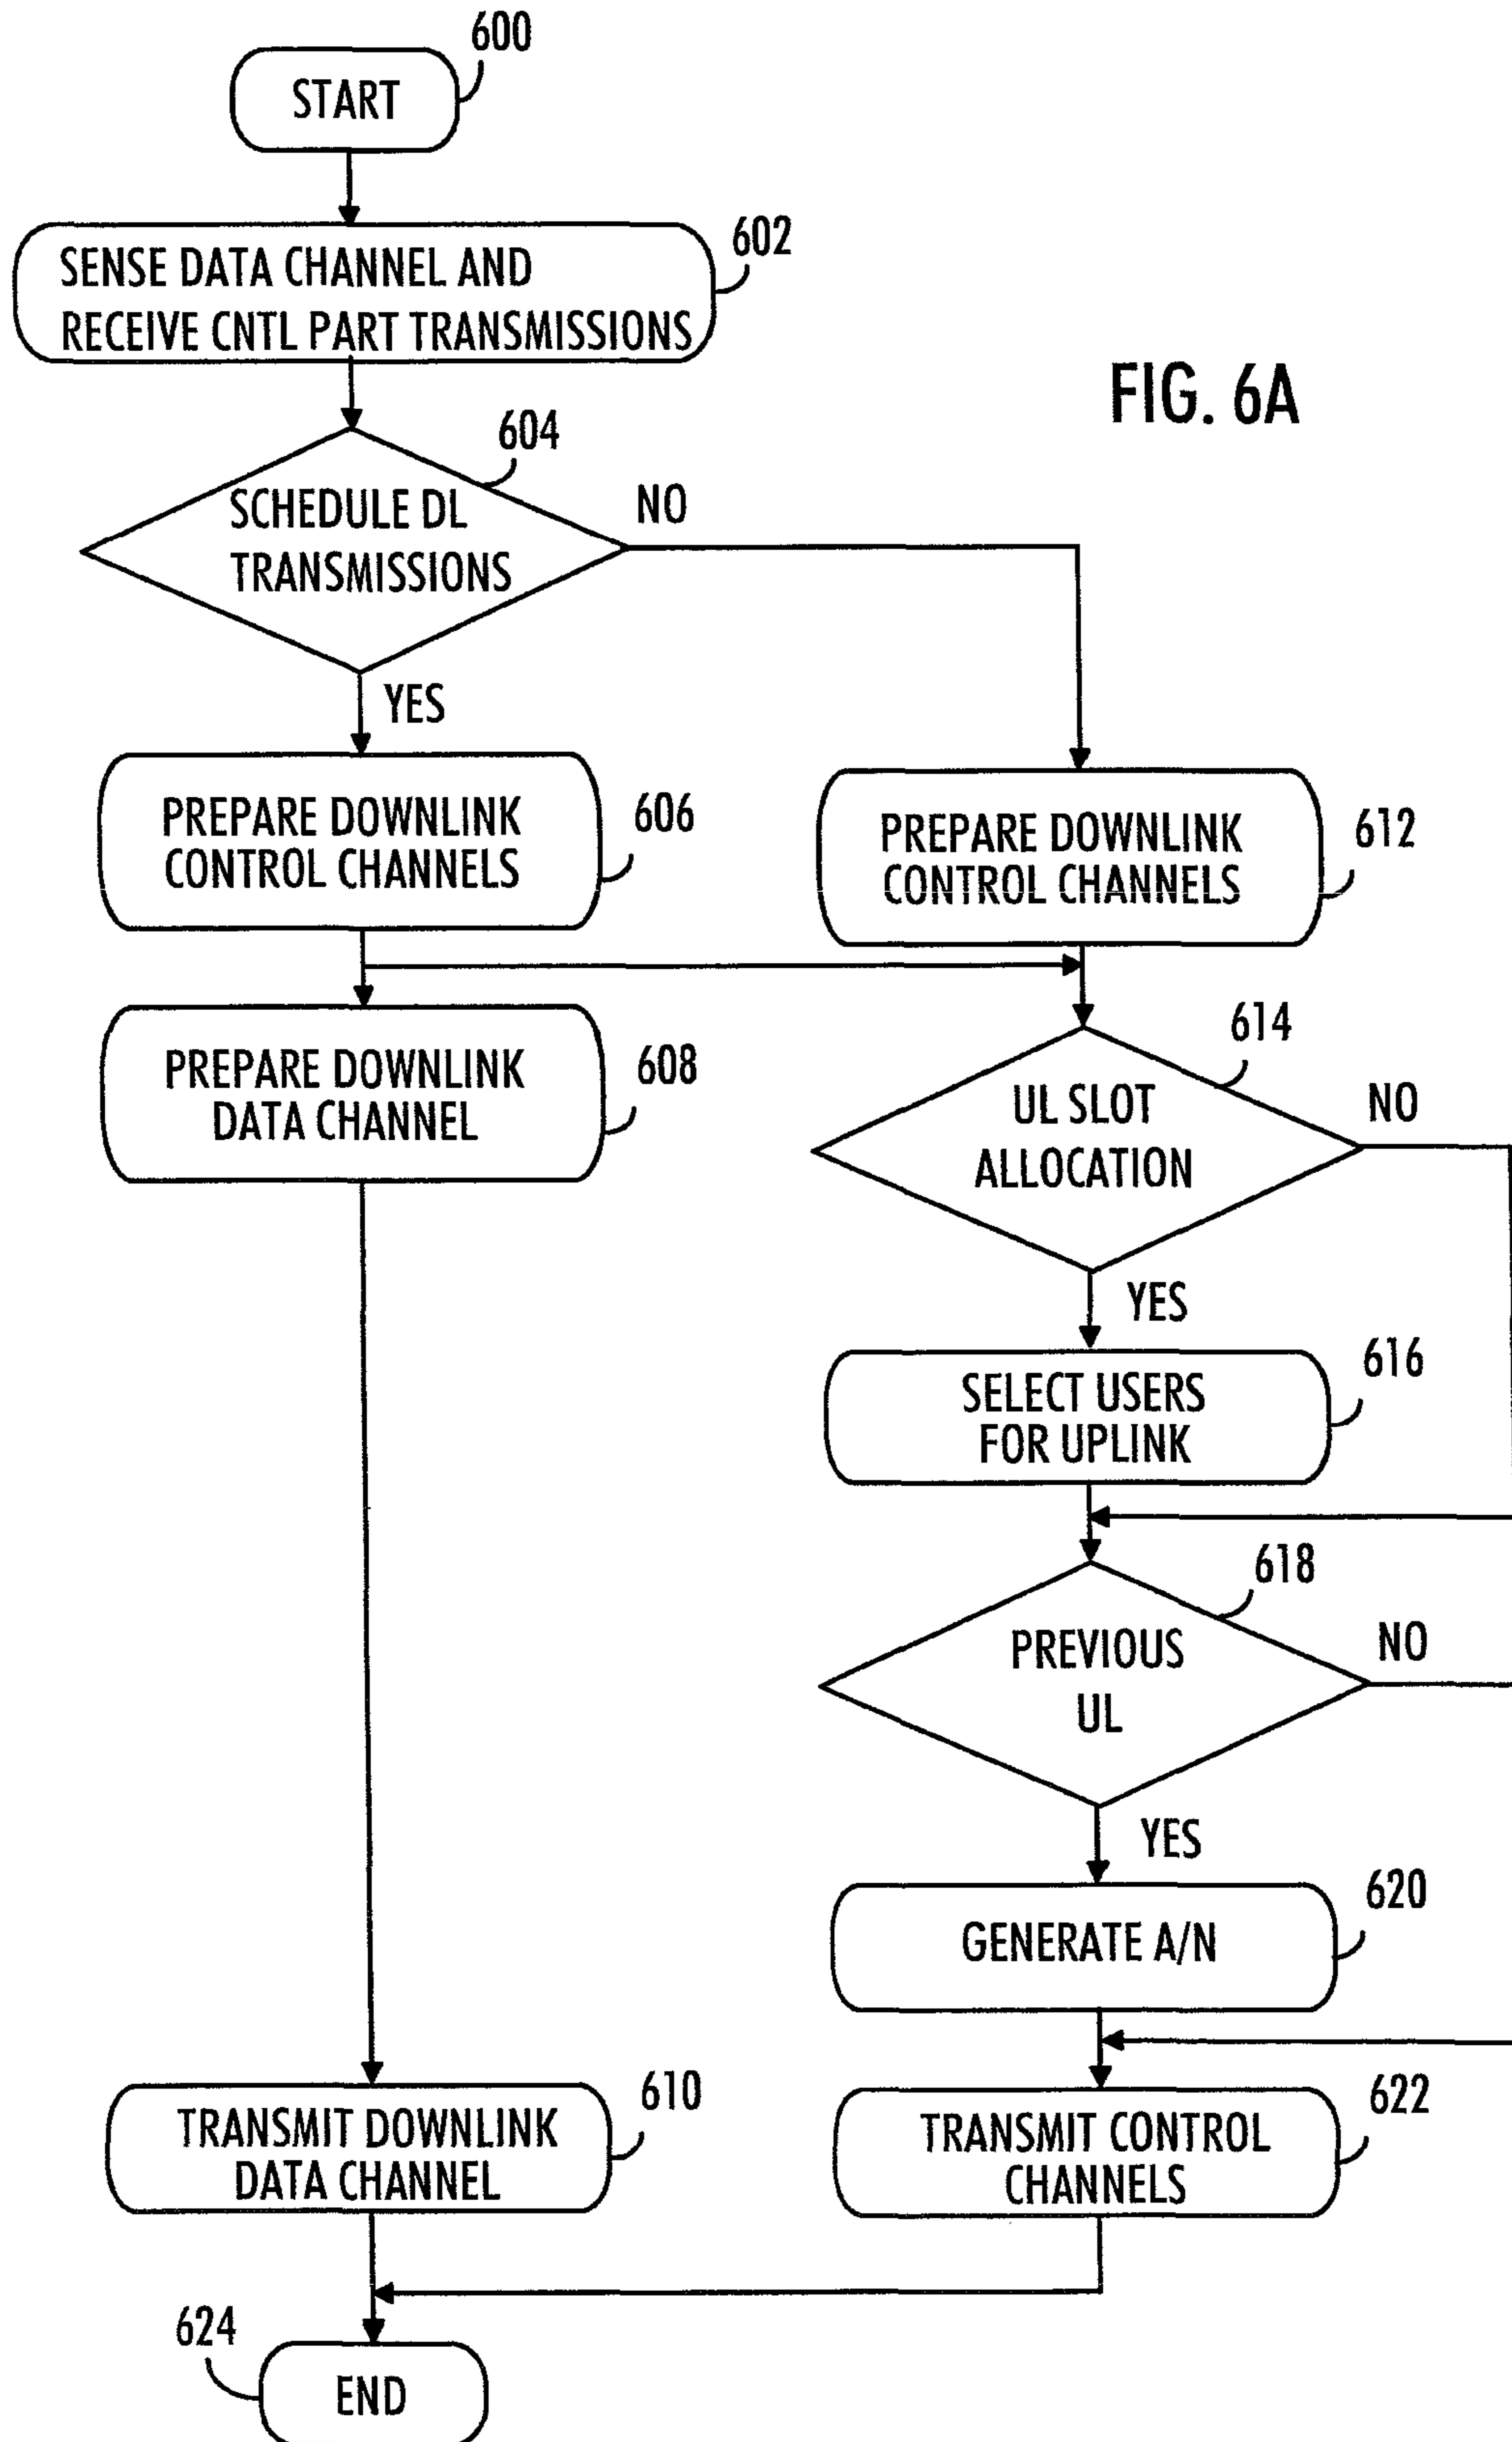 600
START
602
SENSE DATA CHANNEL AND
RECEIVE CNTL PART TRANSMISSIONS
FIG. 6A
604
SCHEDULE DL
TRANSMISSIONS
NO
YES
PREPARE DOWNLINK
CONTROL CHANNELS
606
PREPARE DOWNLINK
CONTROL CHANNELS
612
PREPARE DOWNLINK
DATA CHANNEL
608
614
UL SLOT
ALLOCATION
NO
YES
SELECT USERS
FOR UPLINK
616
618
PREVIOUS
UL
NO
YES
GENERATE A/N
620
TRANSMIT DOWNLINK
DATA CHANNEL
610
TRANSMIT CONTROL
CHANNELS
622
624
END